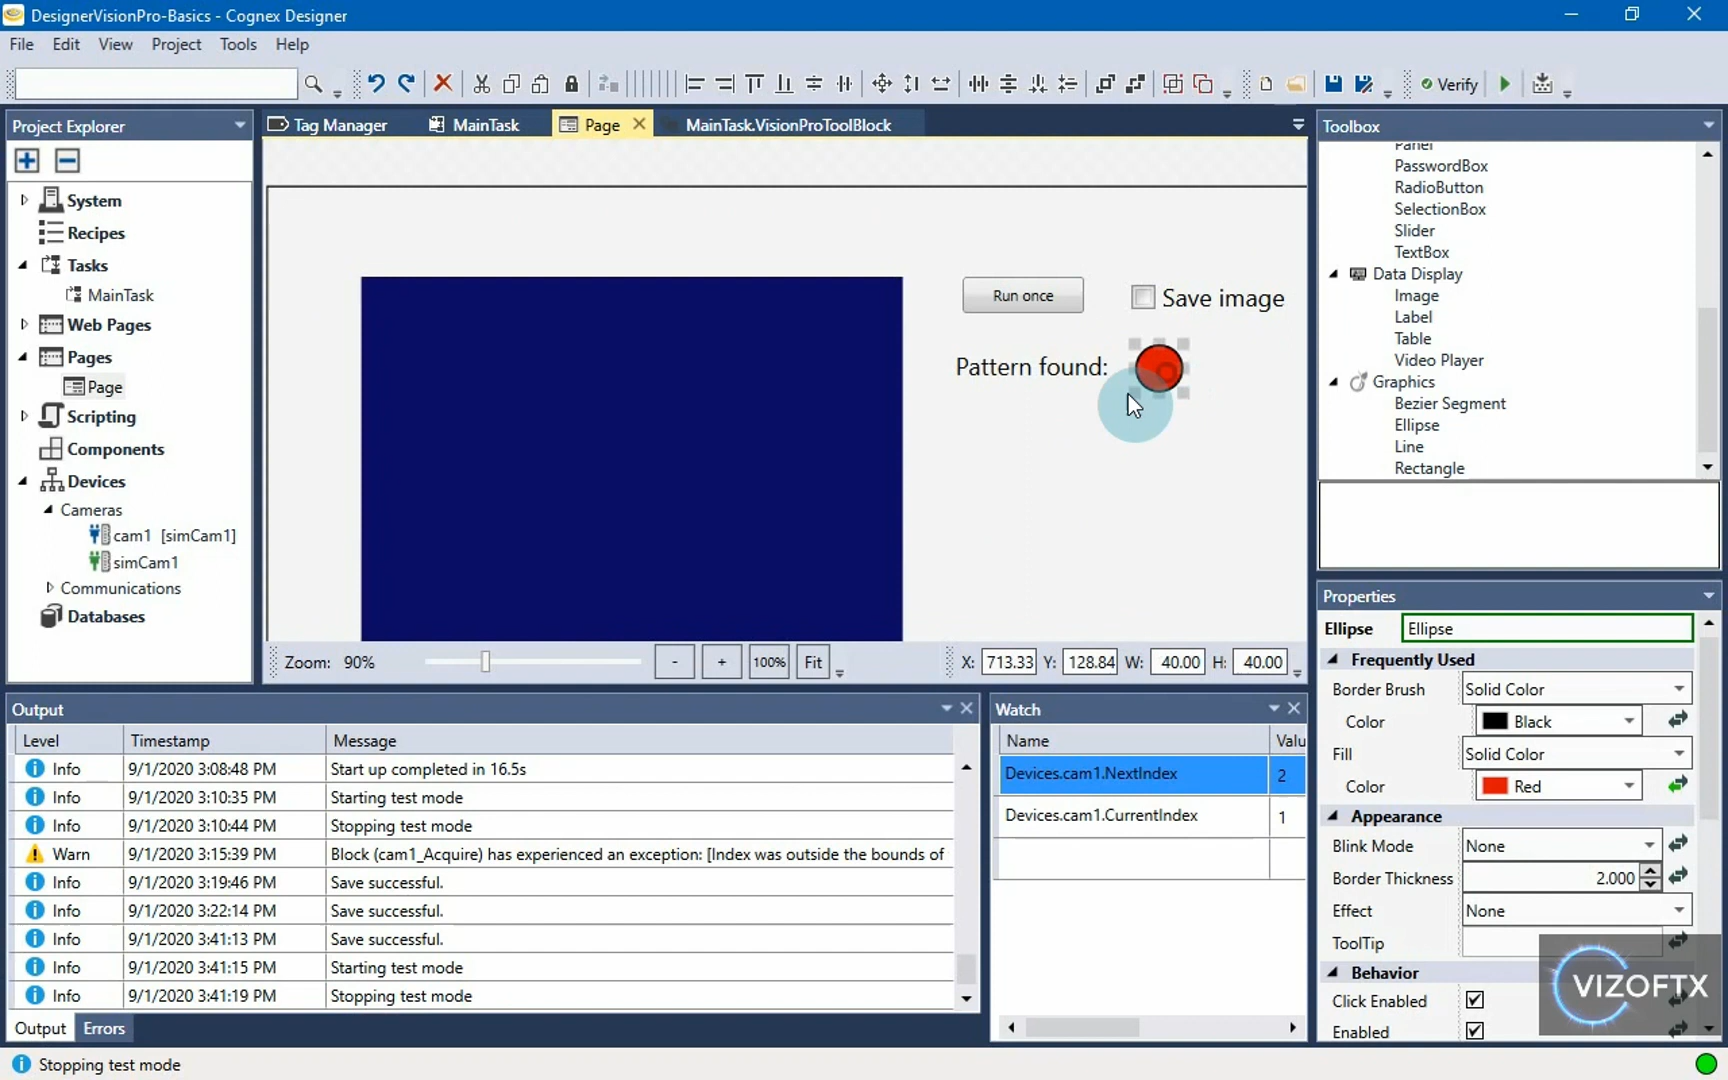 DesignerVisionPro-Basics - Cognex Designer
File Edit View Project Tools Help
Verify
Project Explorer
System
Recipes
Tasks
MainTask
Web Pages
Pages
Page
Scripting
Components
Devices
Cameras
cam1 [simCam1]
simCam1
Communications
Databases
Tag Manager MainTask Page MainTask.VisionProToolBlock
Run once Save image
Pattern found:
Zoom: 90% - + 100% Fit X: 713.33 Y: 128.84 W: 40.00 H: 40.00
Toolbox
Panel
PasswordBox
RadioButton
SelectionBox
Slider
TextBox
Data Display
Image
Label
Table
Video Player
Graphics
Bezier Segment
Ellipse
Line
Rectangle
Properties
Ellipse Ellipse
Frequently Used
Border Brush Solid Color
Color Black
Fill Solid Color
Color Red
Appearance
Blink Mode None
Border Thickness 2.000
Effect None
ToolTip
Behavior
Click Enabled
Enabled
VIZOFTX
Output
Level Timestamp Message
Info 9/1/2020 3:08:48 PM Start up completed in 16.5s
Info 9/1/2020 3:10:35 PM Starting test mode
Info 9/1/2020 3:10:44 PM Stopping test mode
Warn 9/1/2020 3:15:39 PM Block (cam1_Acquire) has experienced an exception: [Index was outside the bounds of
Info 9/1/2020 3:19:46 PM Save successful.
Info 9/1/2020 3:22:14 PM Save successful.
Info 9/1/2020 3:41:13 PM Save successful.
Info 9/1/2020 3:41:15 PM Starting test mode
Info 9/1/2020 3:41:19 PM Stopping test mode
Output Errors
Watch
Name Valu
Devices.cam1.NextIndex 2
Devices.cam1.CurrentIndex 1
Stopping test mode